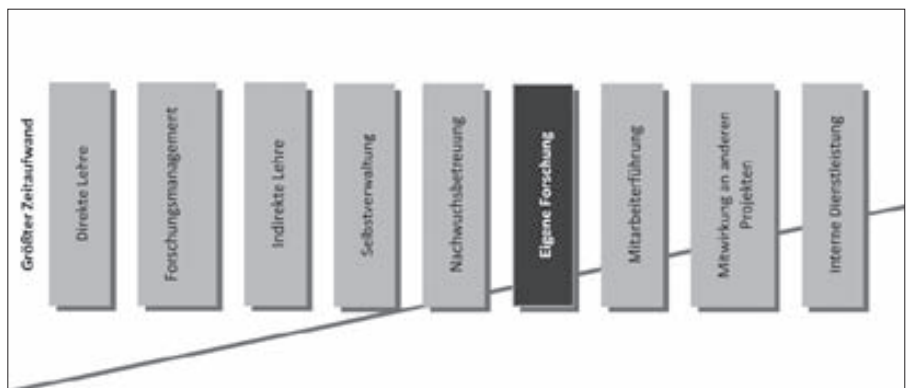 Größter Zeitaufwand
Direkte Lehre
Forschungsmanagement
Indirekte Lehre
Selbstverwaltung
Nachwuchsbetreuung
Eigene Forschung
Mitarbeiterführung
Mitwirkung an anderen
Projekten
Interne Dienstleistung